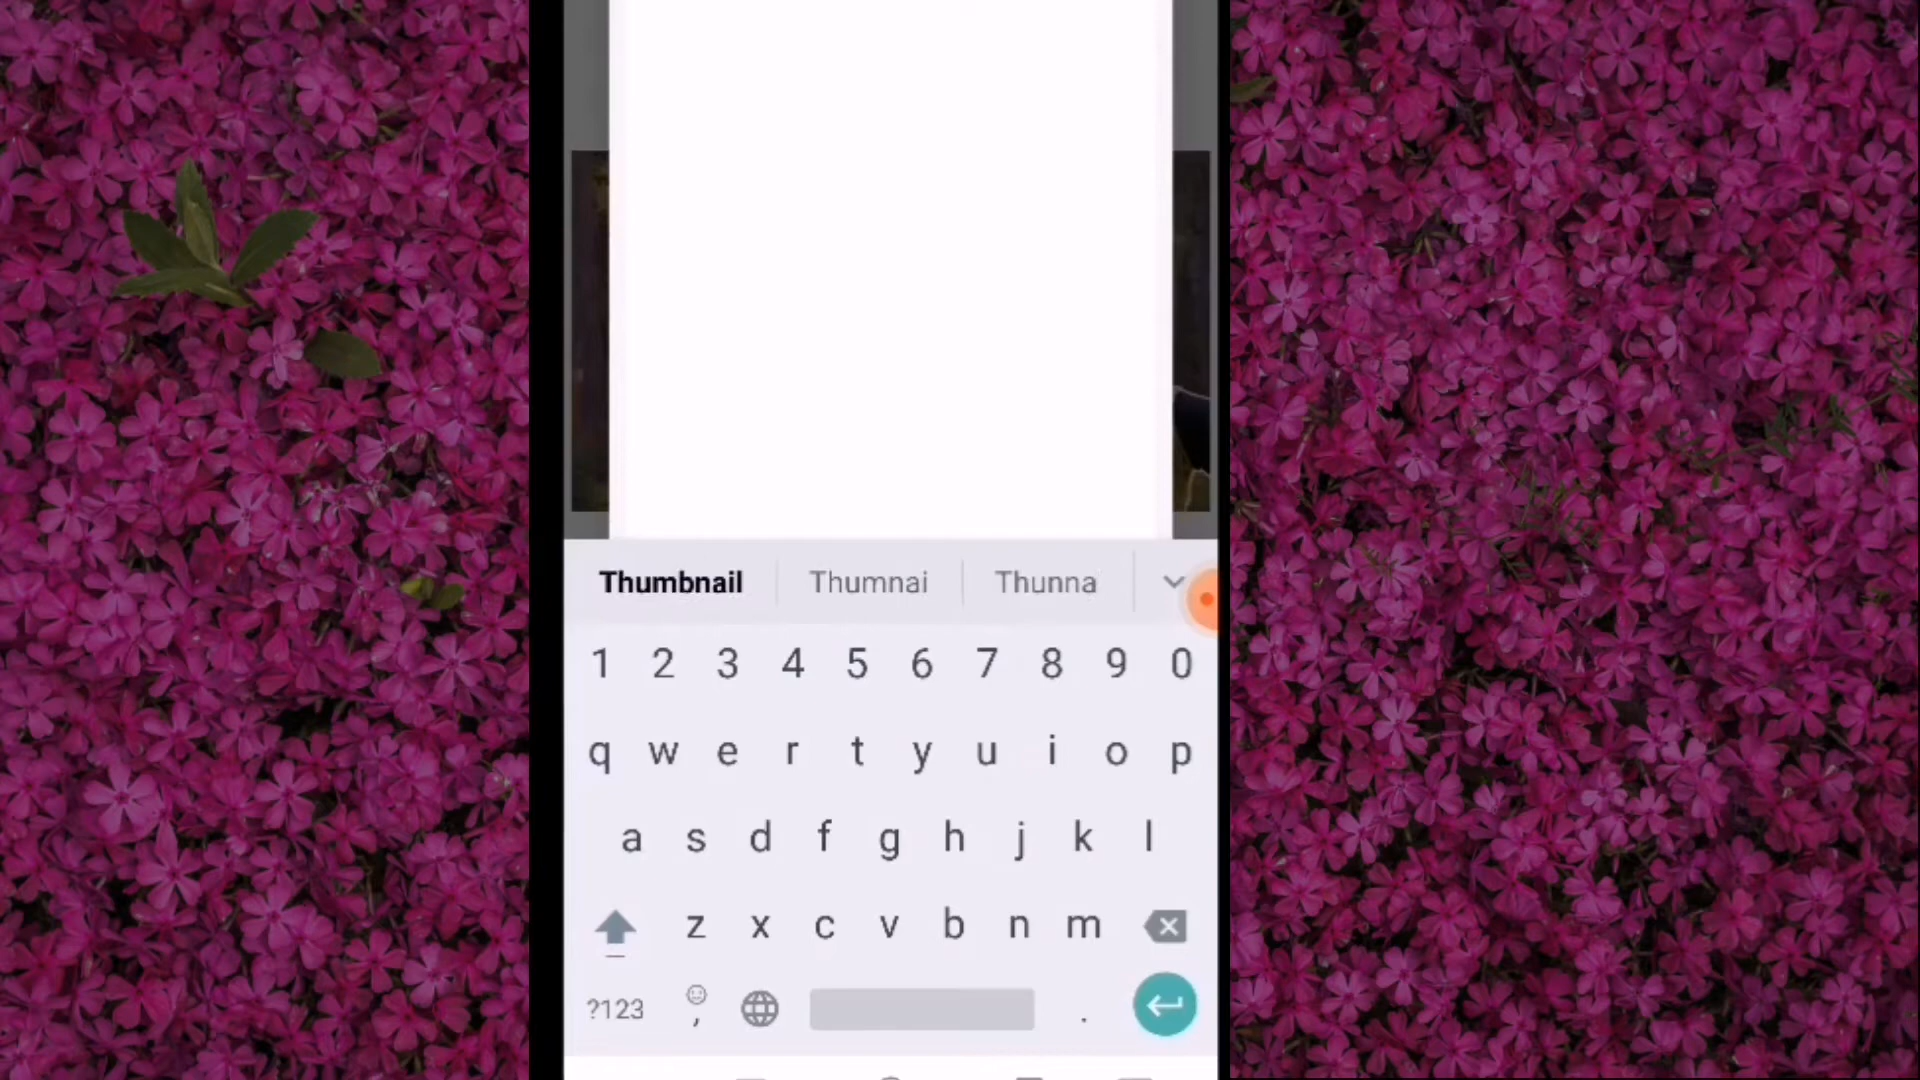 Thumbnail Thumnai Thunna
1 2 3 4 5 6 7 8 9 0
q w e r t y u i o p
a s d f g h j k l
z x c v b n m
?123 , .